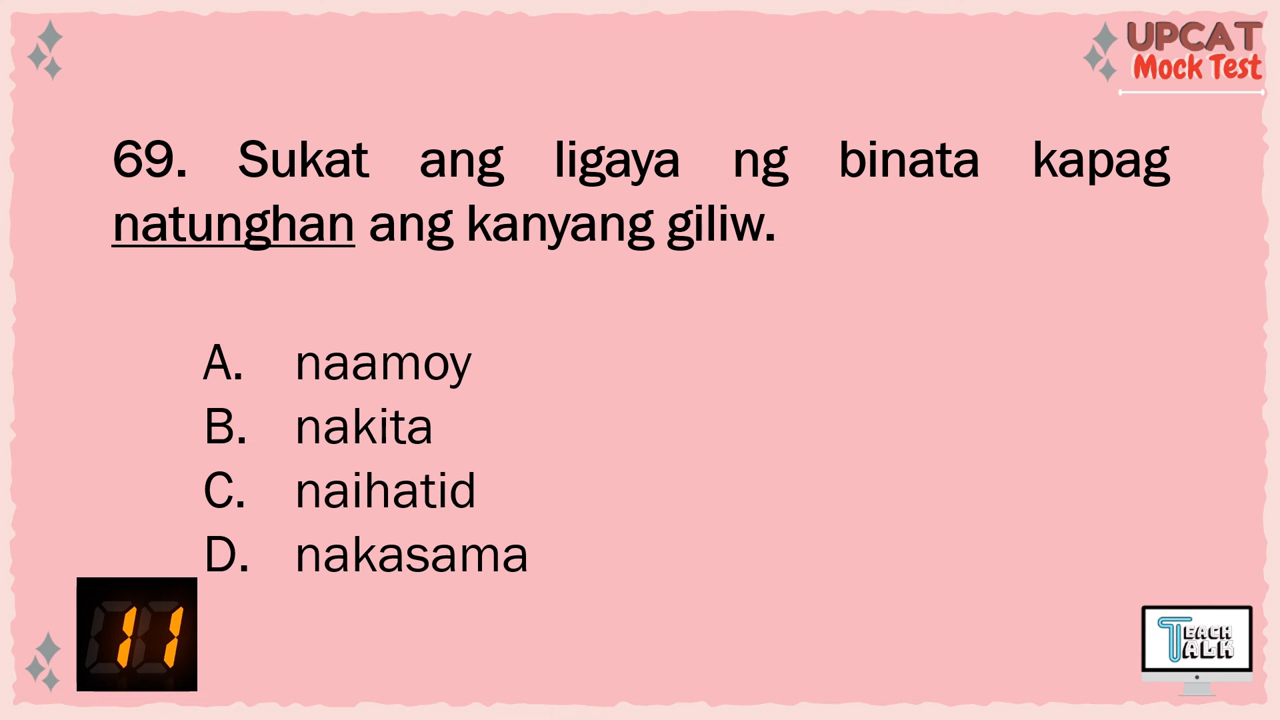 UPCAT
Mock Test
69. Sukat ang ligaya ng binata kapag
natunghan ang kanyang giliw.
A. naamoy
B. nakita
C. naihatid
D. nakasama
11
TEACH
TALK